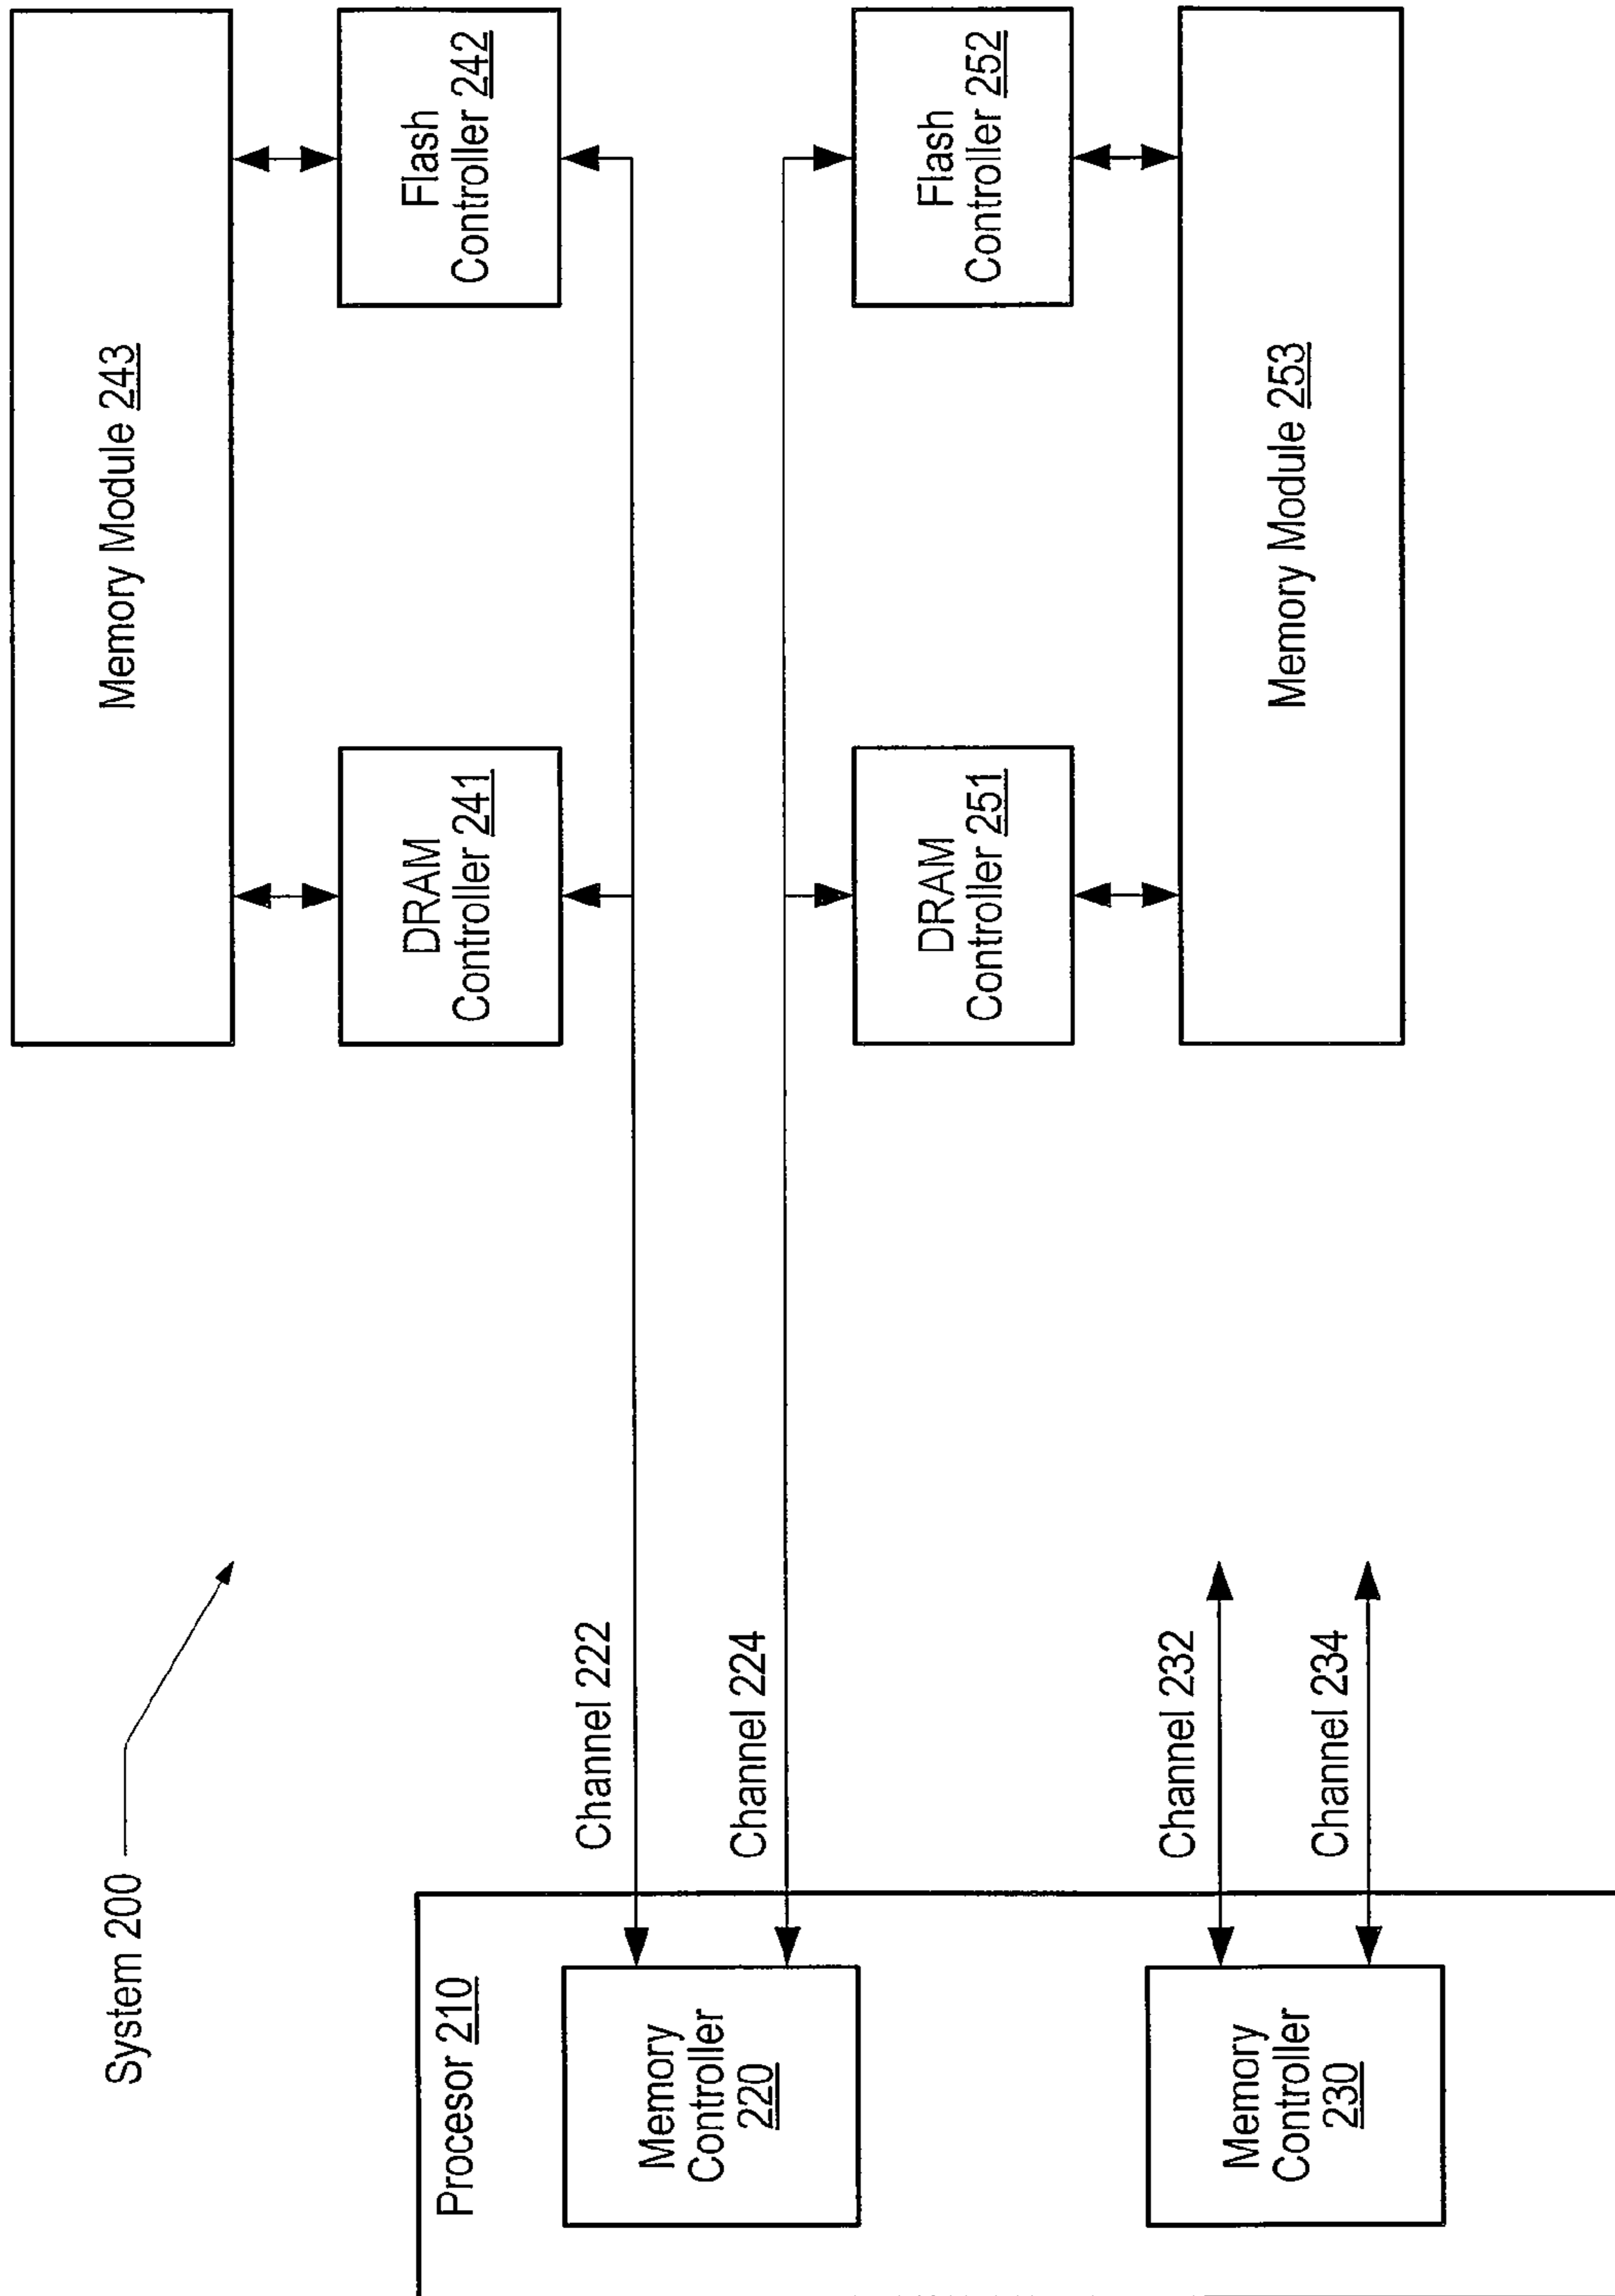 System 200
Procesor 210
Memory
Controller
220
Memory
Controller
230
Channel 222
Channel 224
Channel 232
Channel 234
Memory Module 243
DRAM
Controller 241
Flash
Controller 242
DRAM
Controller 251
Flash
Controller 252
Memory Module 253